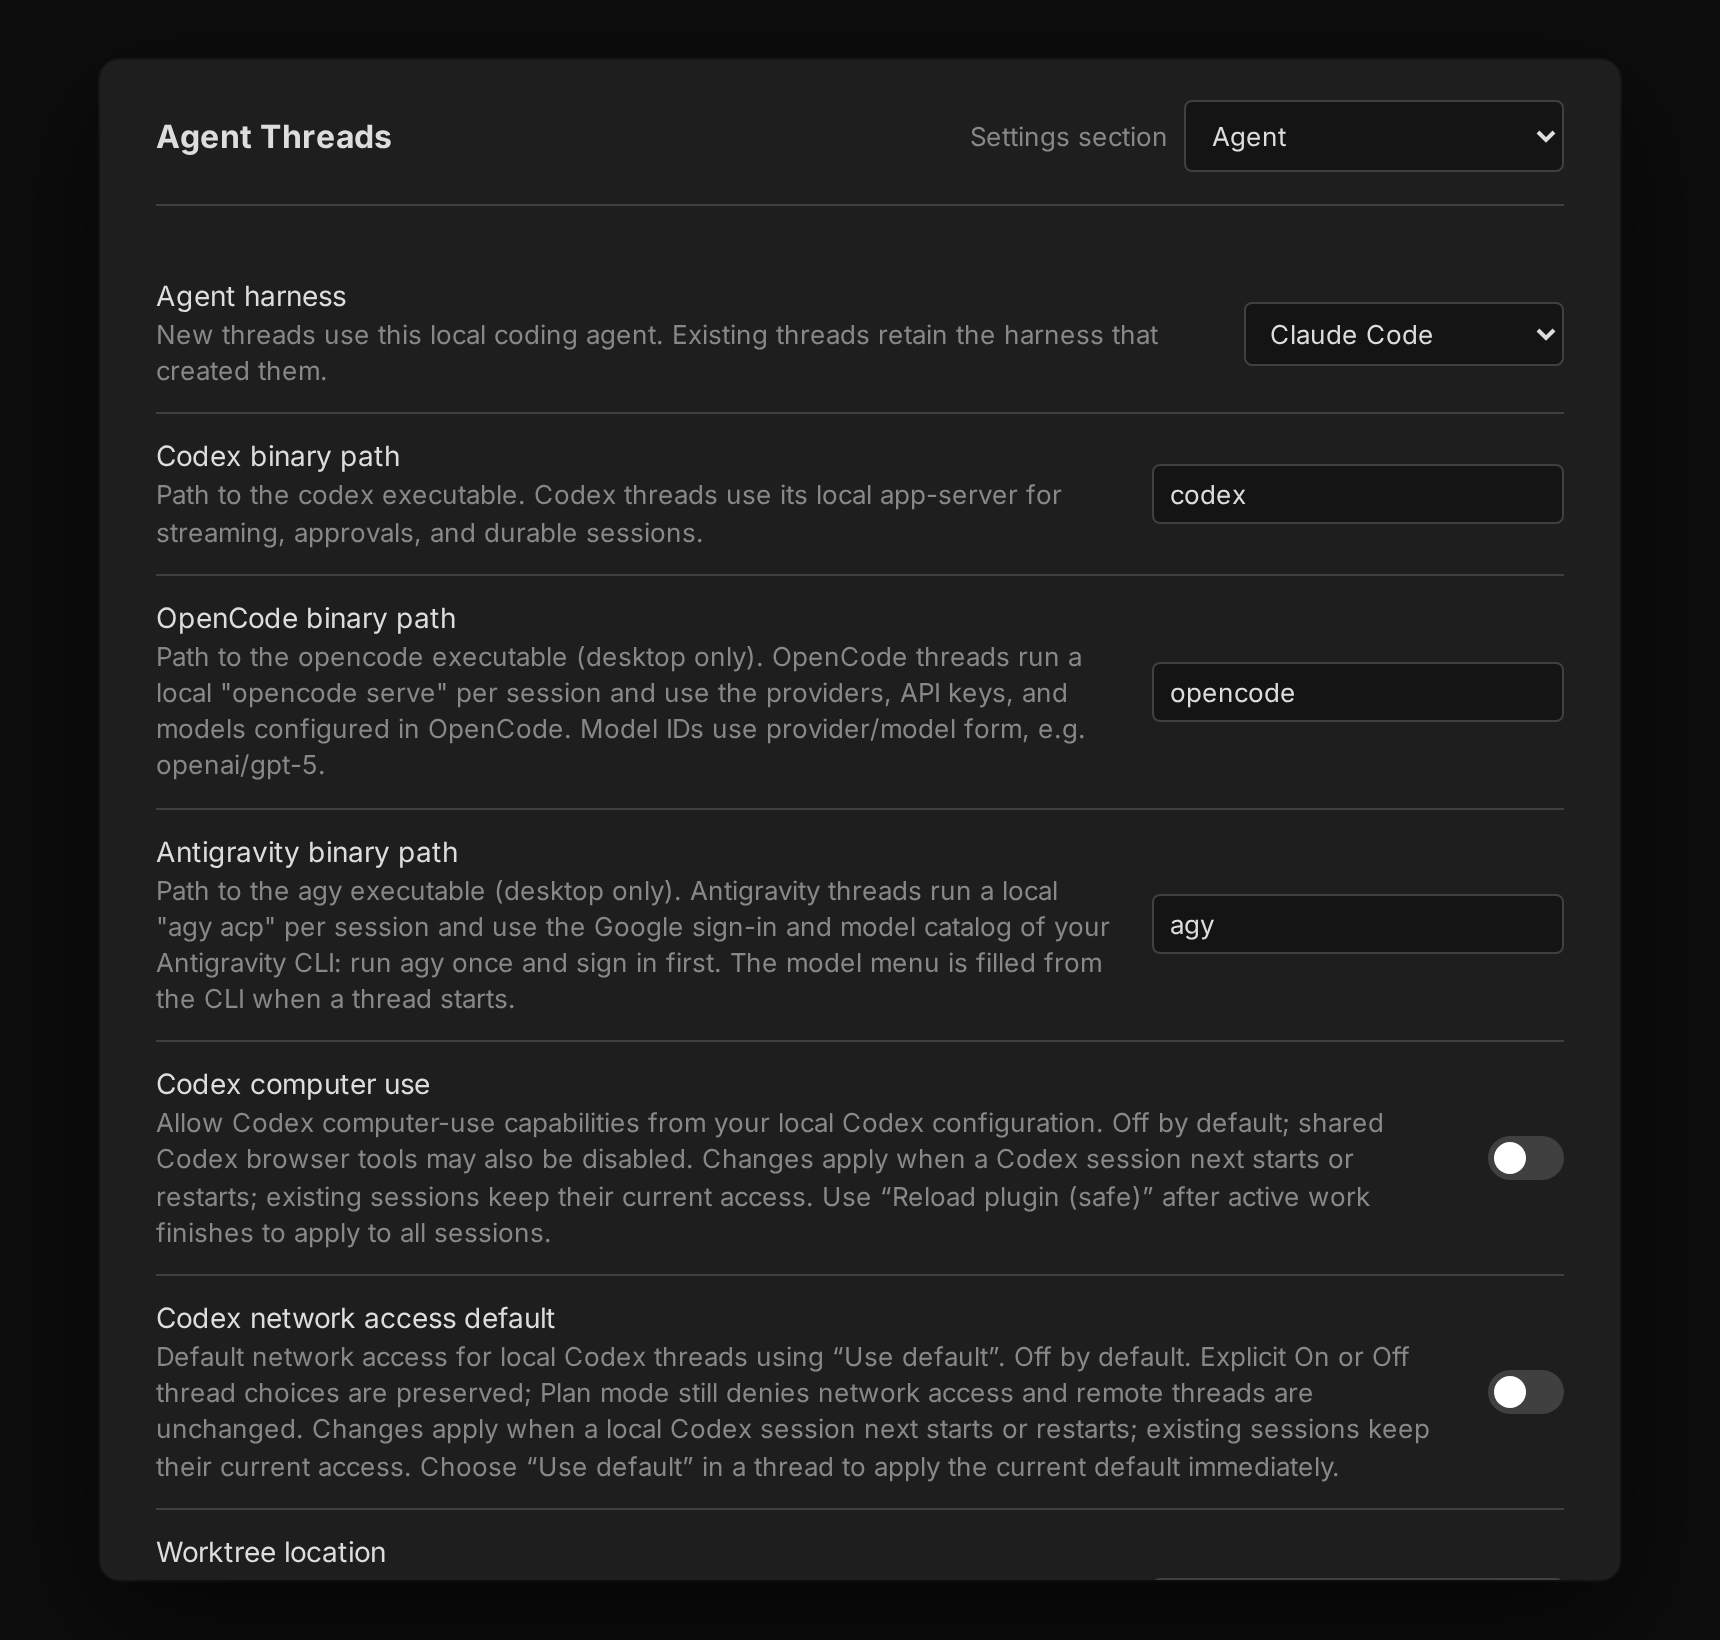 Agent Threads
Settings section
Agent
Agent harness
New threads use this local coding agent. Existing threads retain the harness that
created them.
Claude Code
Codex binary path
Path to the codex executable. Codex threads use its local app-server for
streaming, approvals, and durable sessions.
codex
OpenCode binary path
Path to the opencode executable (desktop only). OpenCode threads run a
local "opencode serve" per session and use the providers, API keys, and
models configured in OpenCode. Model IDs use provider/model form, e.g.
openai/gpt-5.
opencode
Antigravity binary path
Path to the agy executable (desktop only). Antigravity threads run a local
"agy acp" per session and use the Google sign-in and model catalog of your
Antigravity CLI: run agy once and sign in first. The model menu is filled from
the CLI when a thread starts.
agy
Codex computer use
Allow Codex computer-use capabilities from your local Codex configuration. Off by default; shared
Codex browser tools may also be disabled. Changes apply when a Codex session next starts or
restarts; existing sessions keep their current access. Use “Reload plugin (safe)” after active work
finishes to apply to all sessions.
Codex network access default
Default network access for local Codex threads using “Use default”. Off by default. Explicit On or Off
thread choices are preserved; Plan mode still denies network access and remote threads are
unchanged. Changes apply when a local Codex session next starts or restarts; existing sessions keep
their current access. Choose “Use default” in a thread to apply the current default immediately.
Worktree location